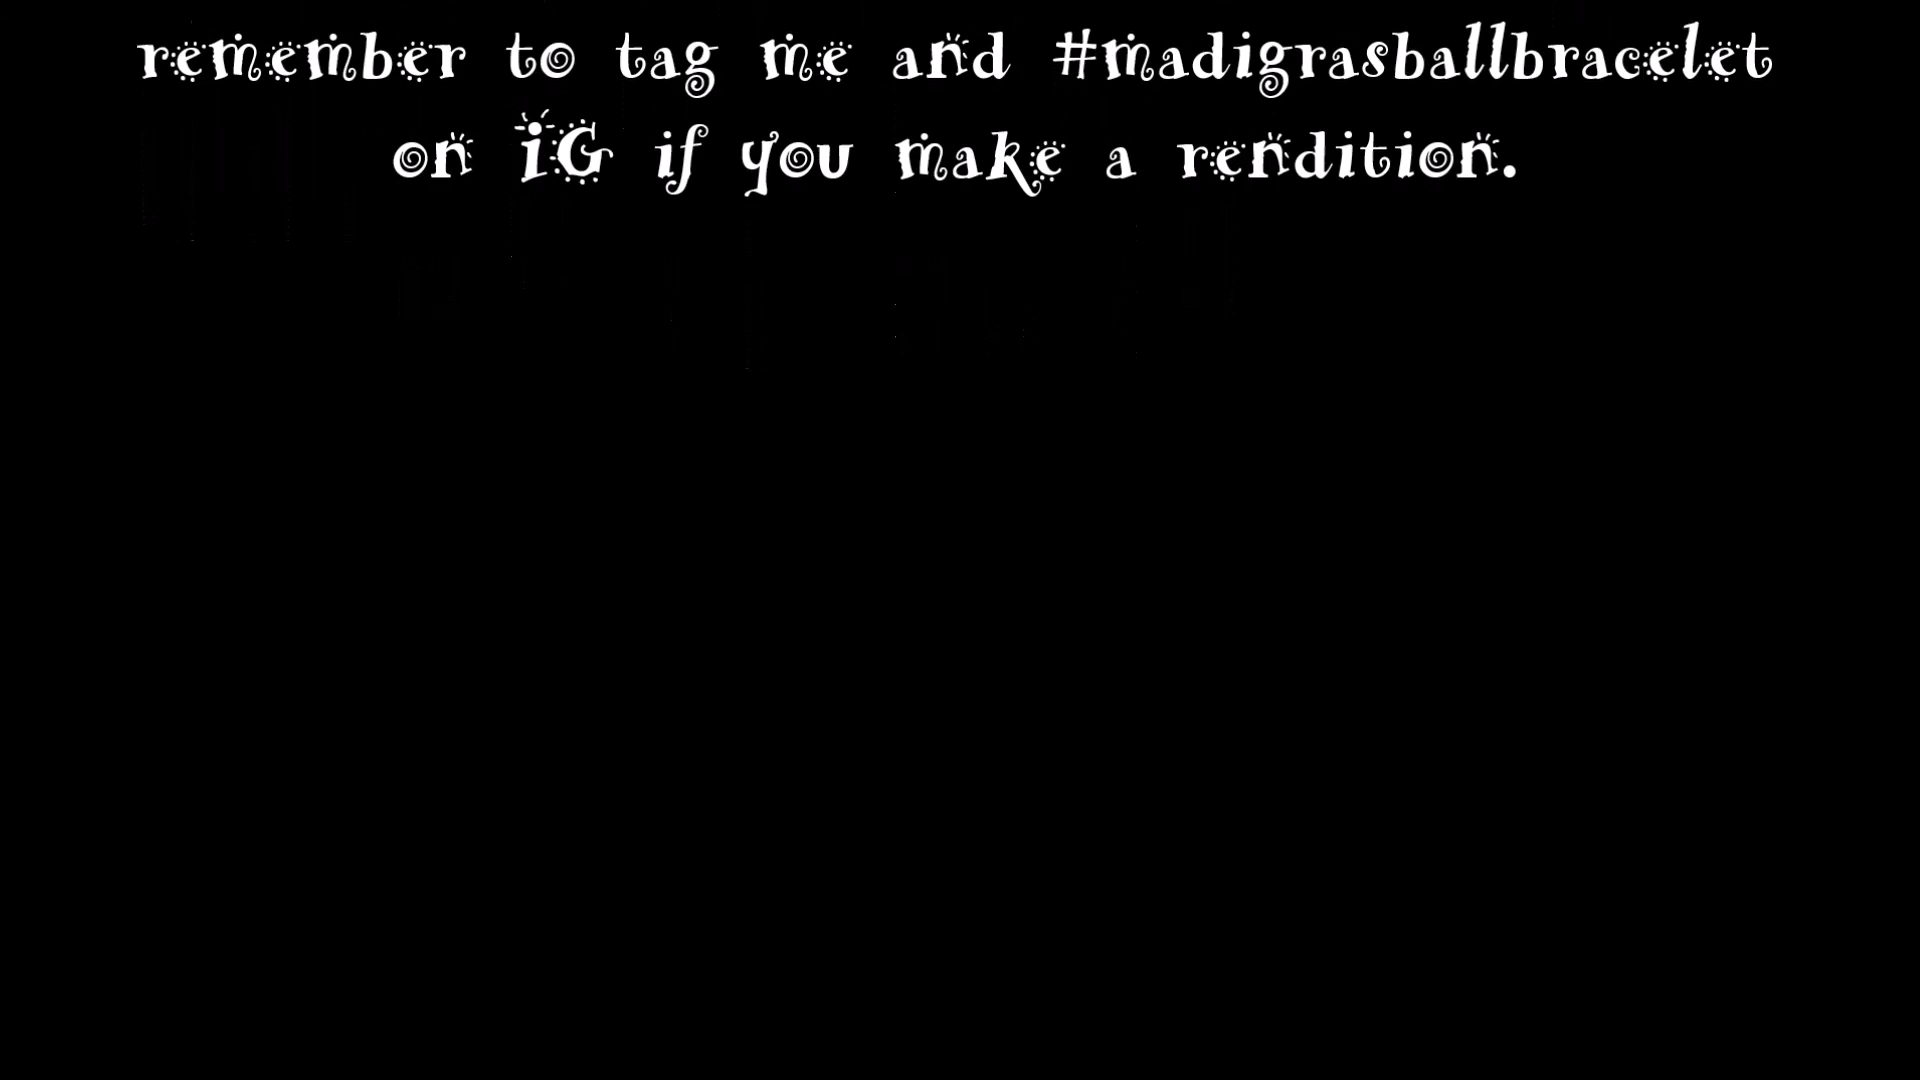 remember to tag me and #madigrasballbracelet
on IG if you make a rendition.